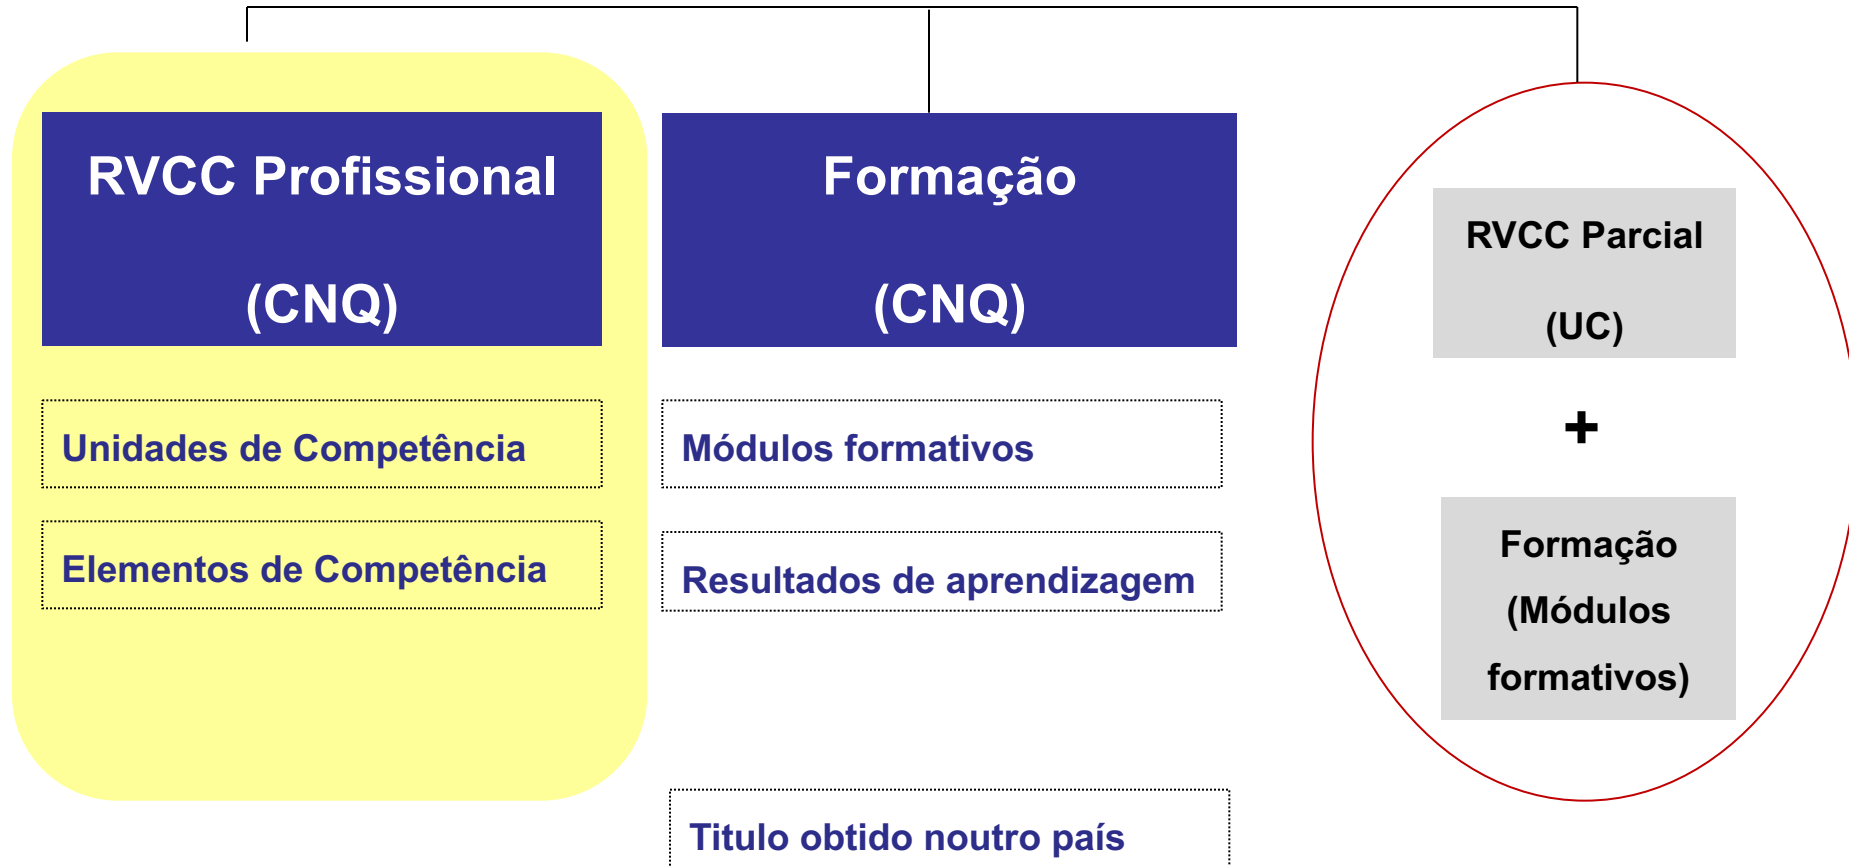 RVCC Profissional
(CNQ)
Unidades de Competência
Elementos de Competência
Formação
(CNQ)
Módulos formativos
Resultados de aprendizagem
Titulo obtido noutro país
RVCC Parcial
(UC)
+
Formação
(Módulos
formativos)